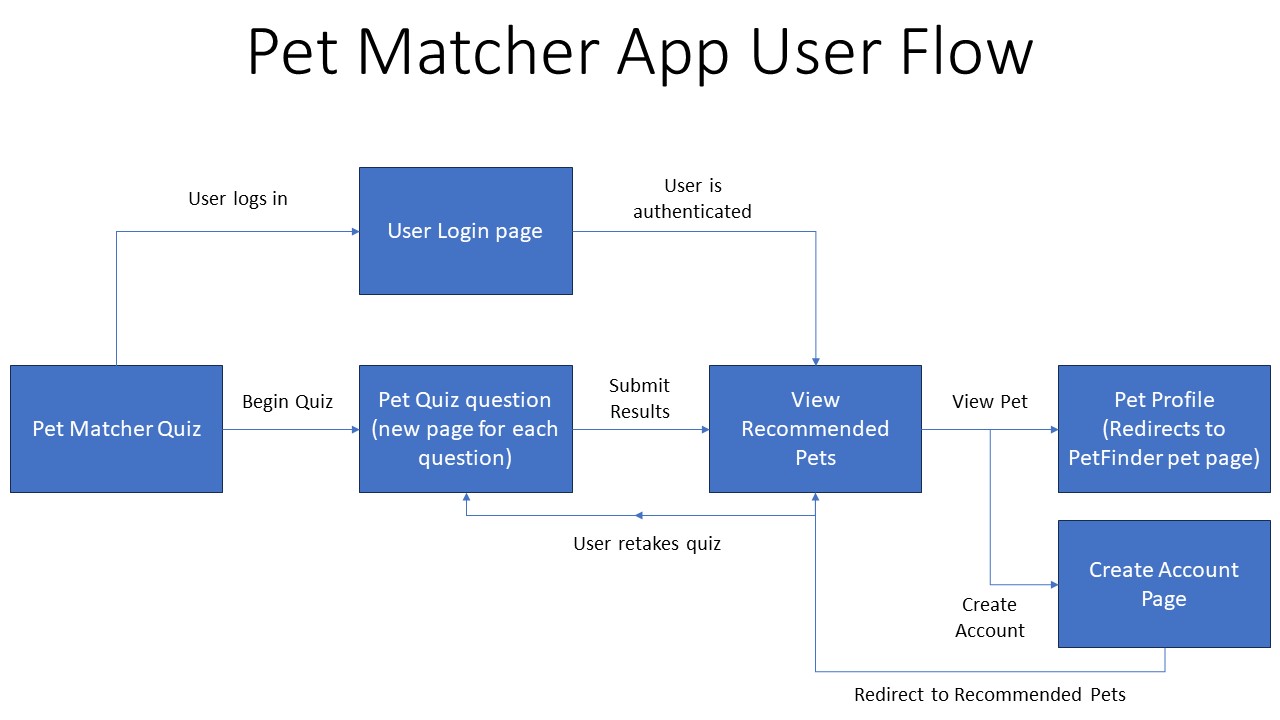 Pet Matcher App User Flow
User logs in
User Login page
User is
authenticated
Pet Matcher Quiz
Begin Quiz
Pet Quiz question
(new page for each
question)
Submit
Results
View
Recommended
Pets
View Pet
Pet Profile
(Redirects to
PetFinder pet page)
User retakes quiz
Create Account
Page
Create
Account
Redirect to Recommended Pets